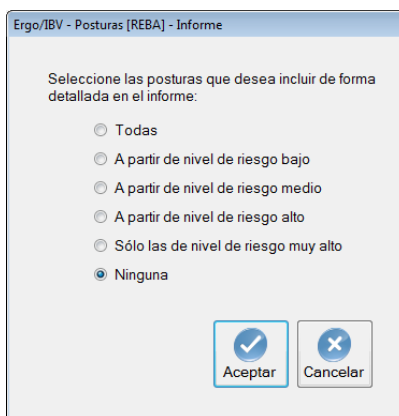 Ergo/IBV - Posturas [REBA] - Informe
Seleccione las posturas que desea incluir de forma
detallada en el informe:
Todas
A partir de nivel de riesgo bajo
A partir de nivel de riesgo medio
A partir de nivel de riesgo alto
Sólo las de nivel de riesgo muy alto
Ninguna
Aceptar
Cancelar